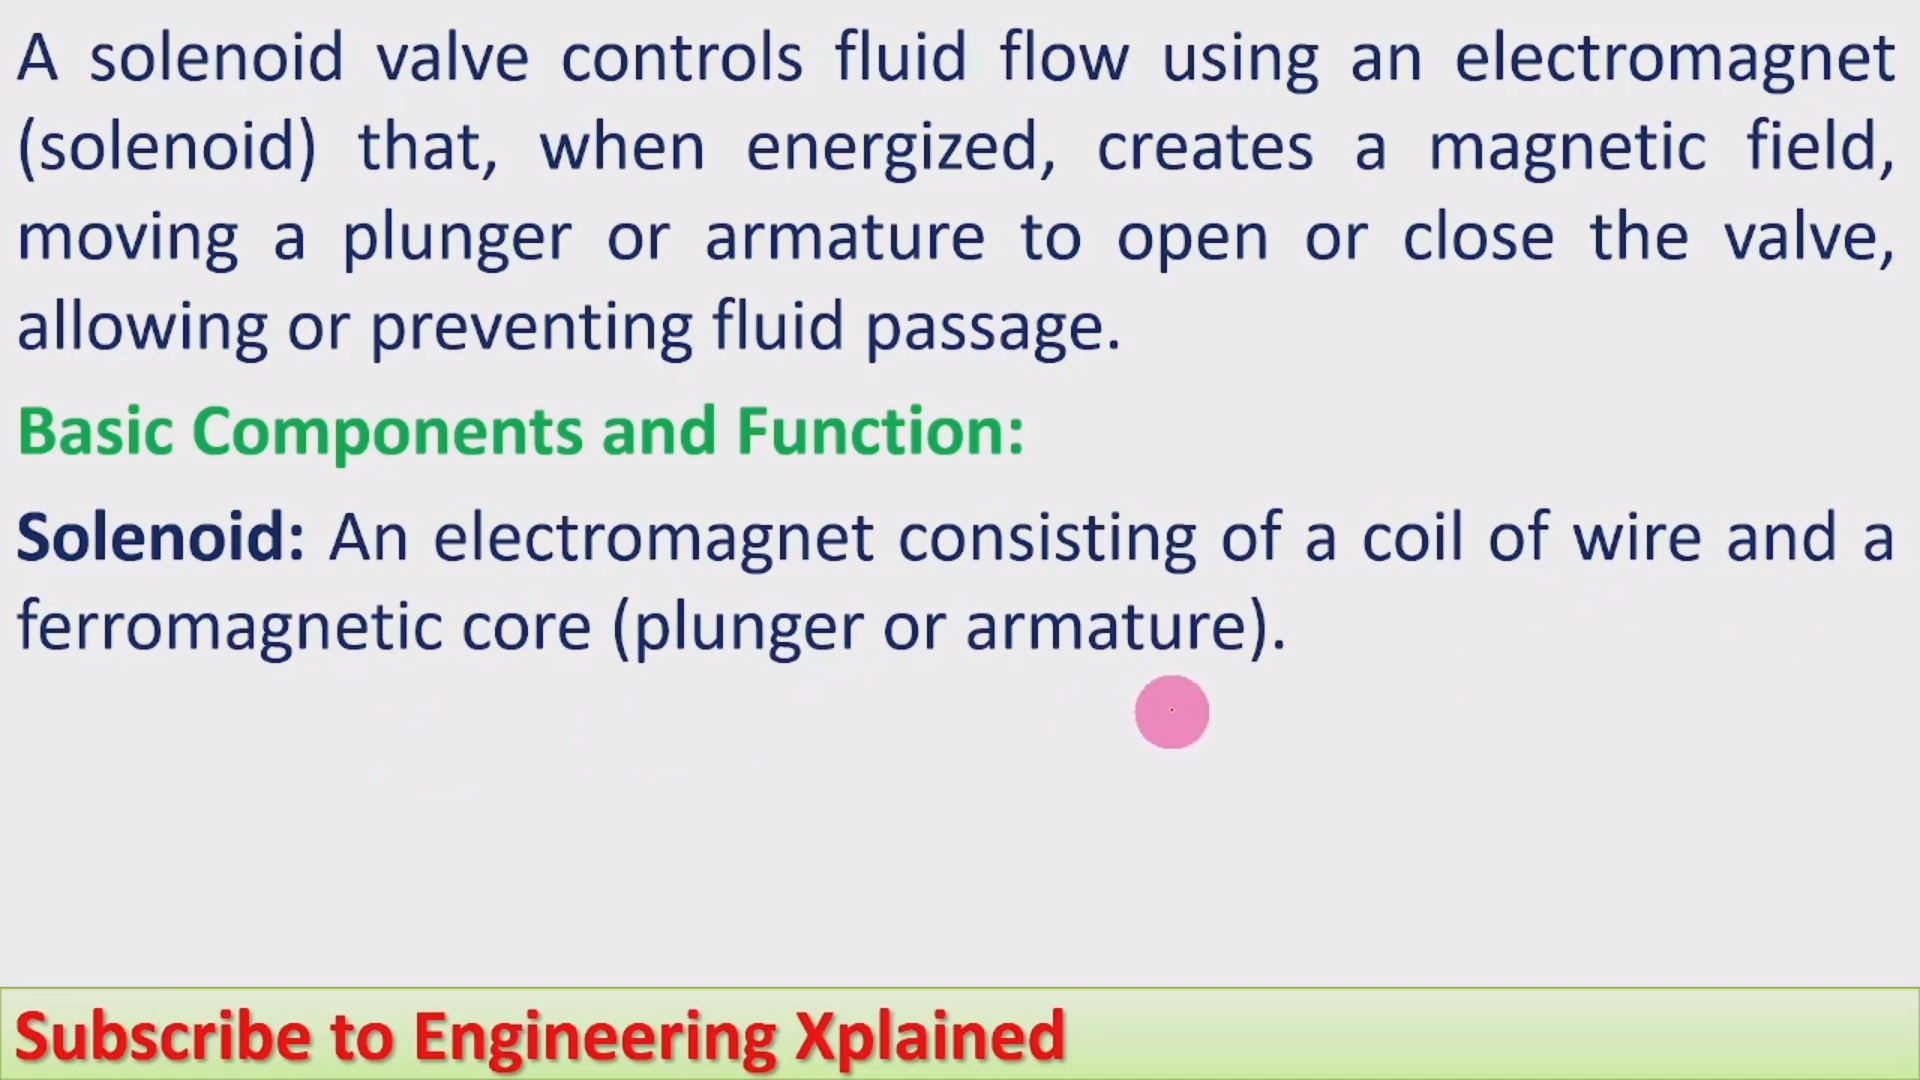 A solenoid valve controls fluid flow using an electromagnet
(solenoid) that, when energized, creates a magnetic field,
moving a plunger or armature to open or close the valve,
allowing or preventing fluid passage.
Basic Components and Function:
Solenoid: An electromagnet consisting of a coil of wire and a
ferromagnetic core (plunger or armature).
Subscribe to Engineering Xplained